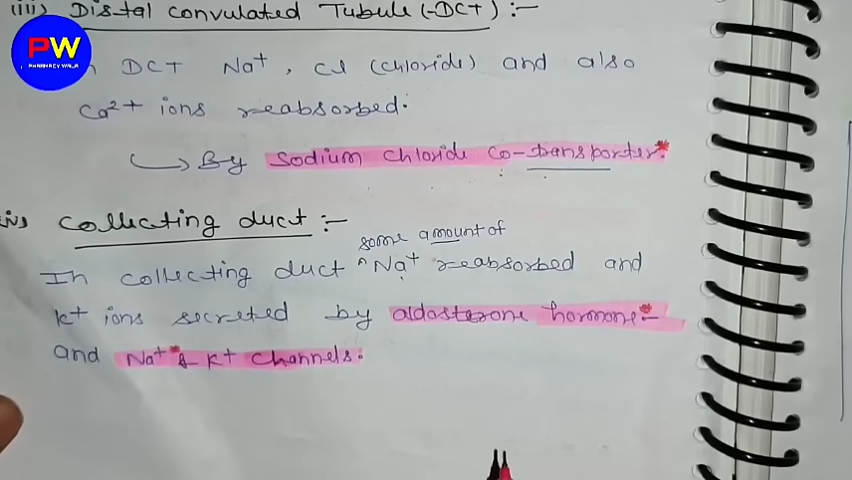 (iii) Distal convulated Tubule (-DCT) :-
PW
PHARMACY WALA
DCT Na+, cl (chloride) and also
Ca2+ ions reabsorbed.
→ By Sodium chloride co-transporter*.
iv) Collecting duct :-
some amount of
In collecting duct ^ Na+ reabsorbed and
K+ ions secreted by aldosterone hormone*-
and Na+* & K+ channels.